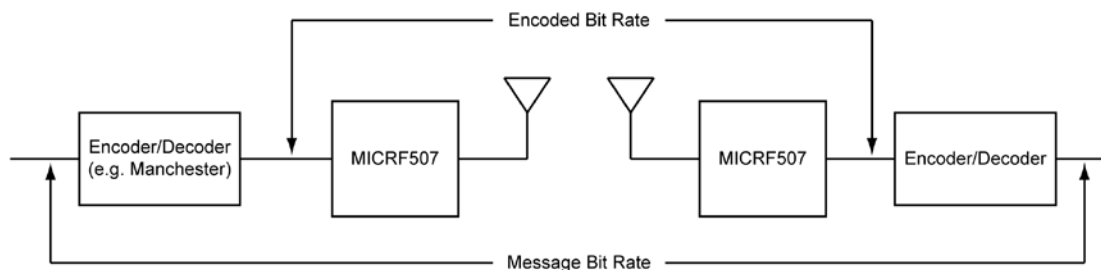 Encoded Bit Rate
Encoder/Decoder
(e.g. Manchester)
MICRF507
MICRF507
Encoder/Decoder
Message Bit Rate